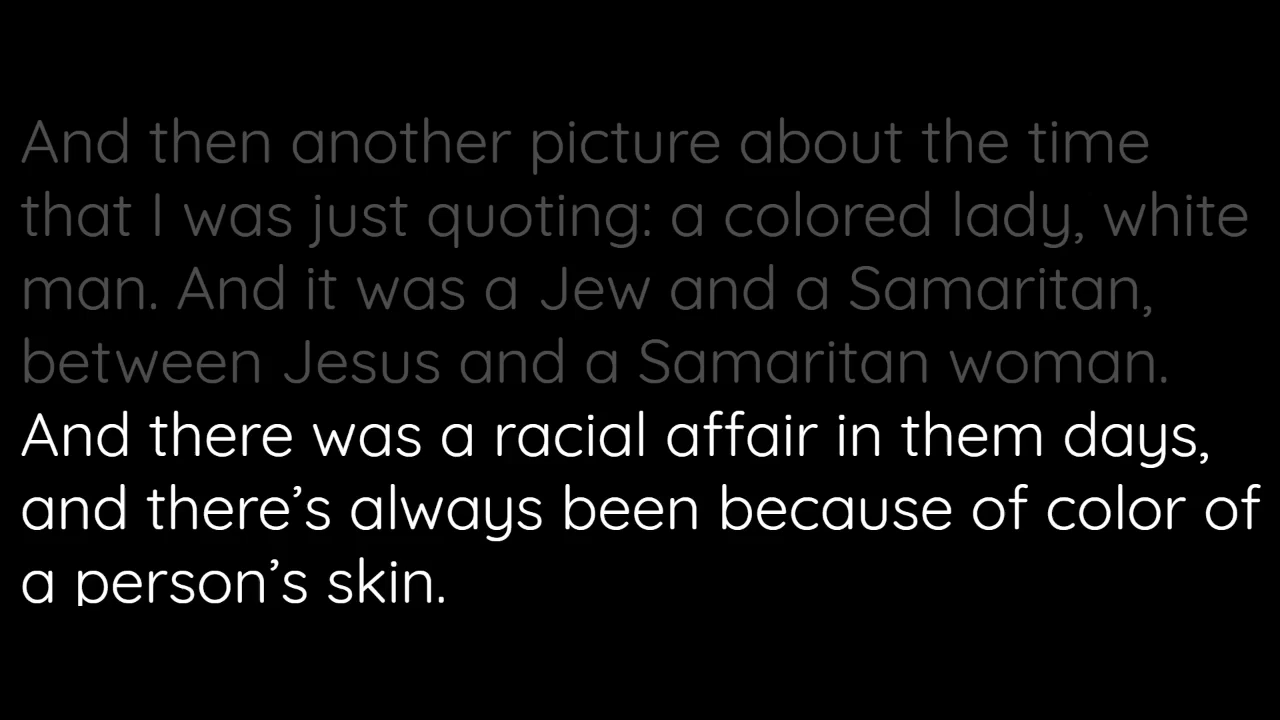 And then another picture about the time
that I was just quoting: a colored lady, white
man. And it was a Jew and a Samaritan,
between Jesus and a Samaritan woman.
And there was a racial affair in them days,
and there’s always been because of color of
a person’s skin.